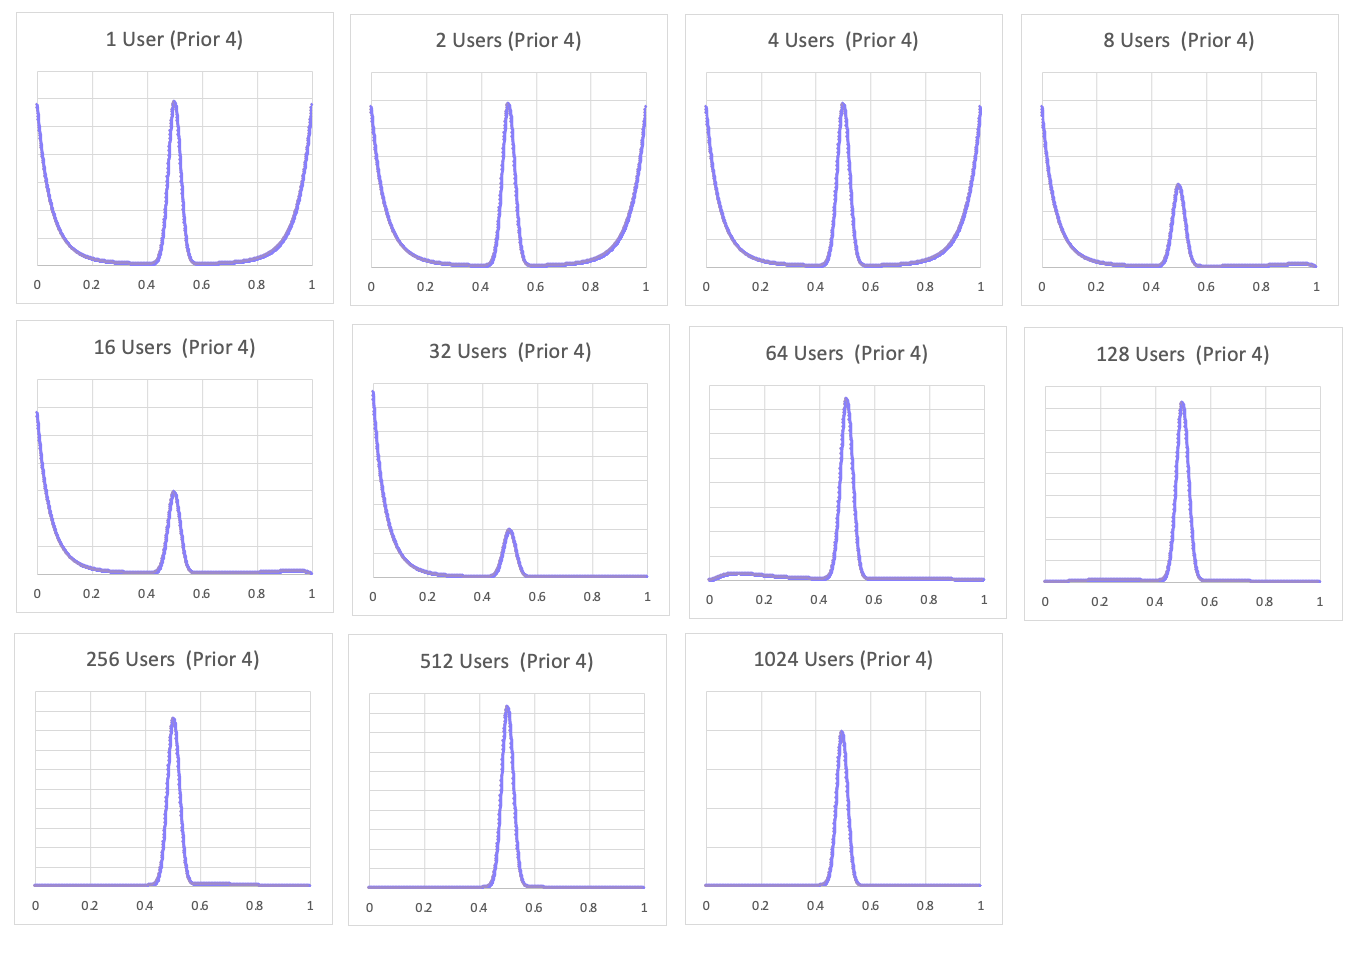 1 User (Prior 4)
0 0.2 0.4 0.6 0.8 1
2 Users (Prior 4)
0 0.2 0.4 0.6 0.8 1
4 Users  (Prior 4)
0 0.2 0.4 0.6 0.8 1
8 Users  (Prior 4)
0 0.2 0.4 0.6 0.8 1
16 Users  (Prior 4)
0 0.2 0.4 0.6 0.8 1
32 Users  (Prior 4)
0 0.2 0.4 0.6 0.8 1
64 Users  (Prior 4)
0 0.2 0.4 0.6 0.8 1
128 Users  (Prior 4)
0 0.2 0.4 0.6 0.8 1
256 Users  (Prior 4)
0 0.2 0.4 0.6 0.8 1
512 Users  (Prior 4)
0 0.2 0.4 0.6 0.8 1
1024 Users (Prior 4)
0 0.2 0.4 0.6 0.8 1